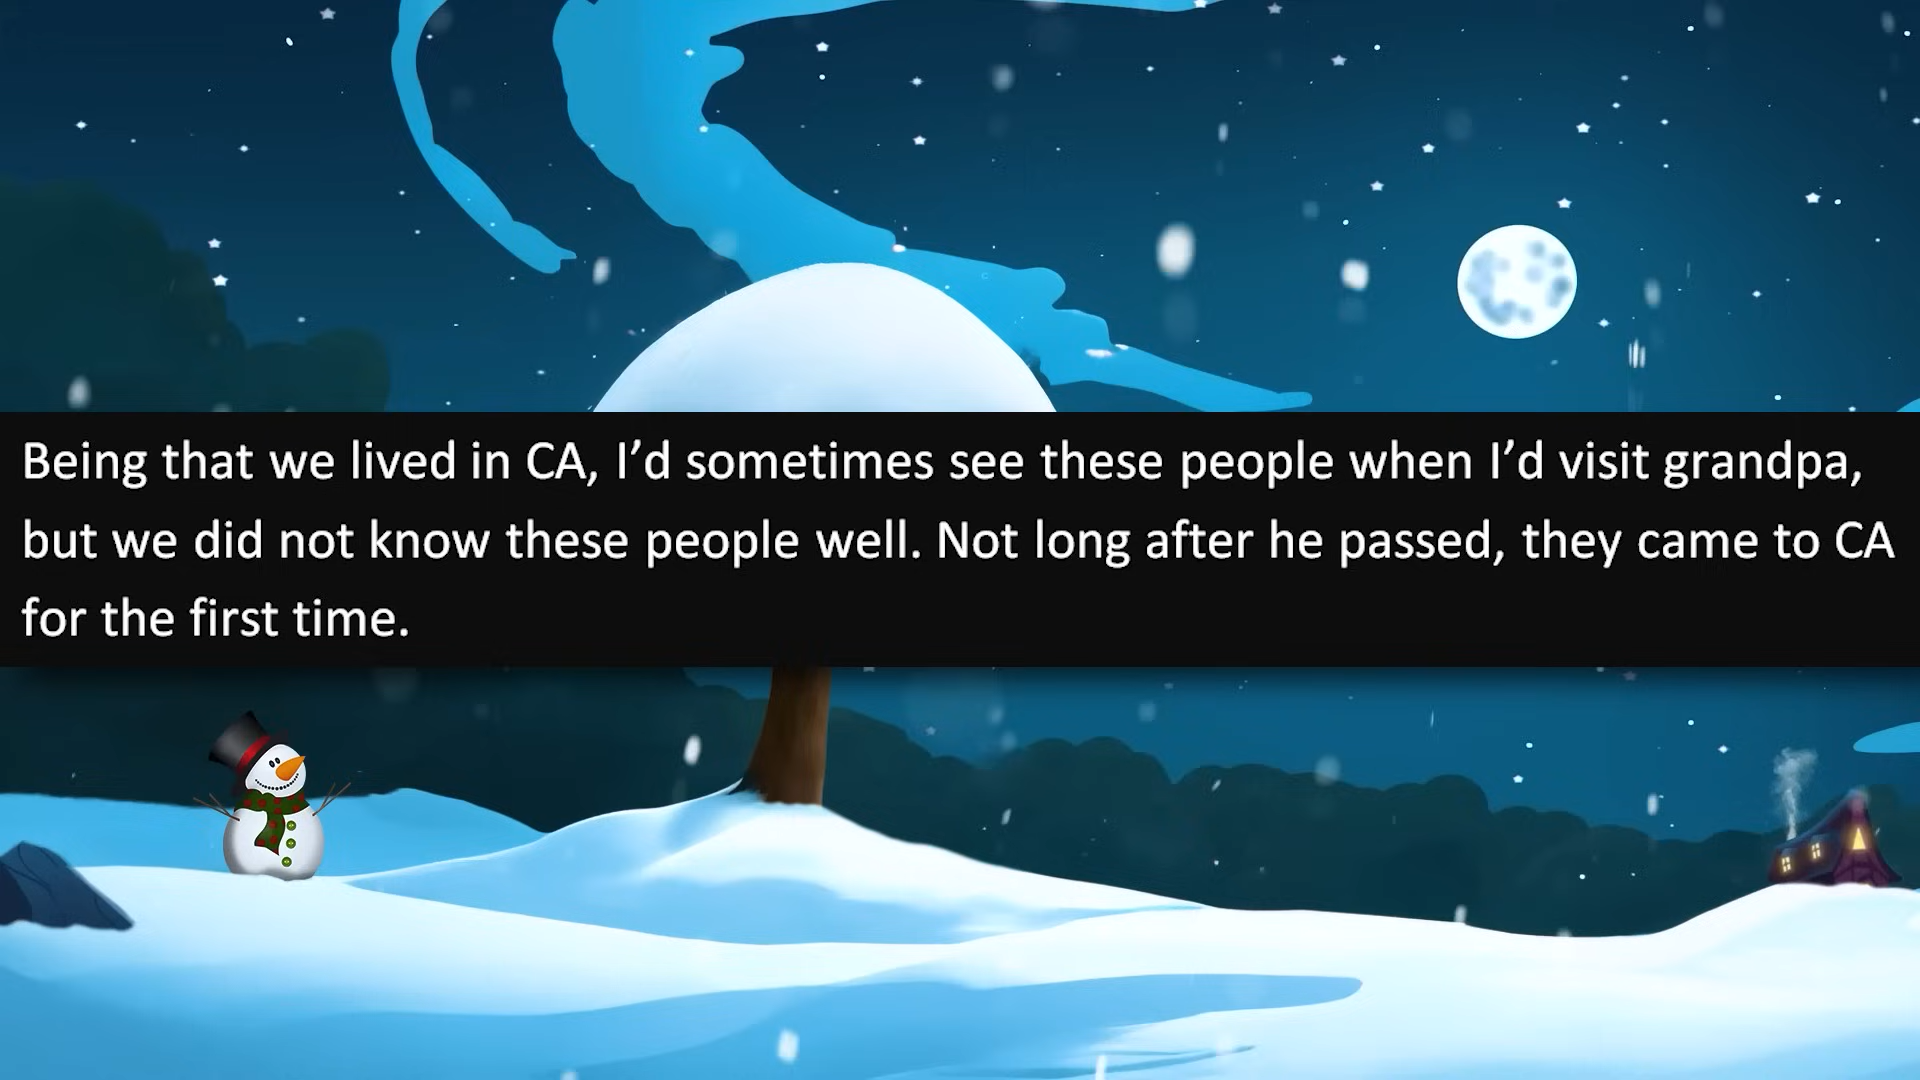 Being that we lived in CA, I’d sometimes see these people when I’d visit grandpa,
but we did not know these people well. Not long after he passed, they came to CA
for the first time.